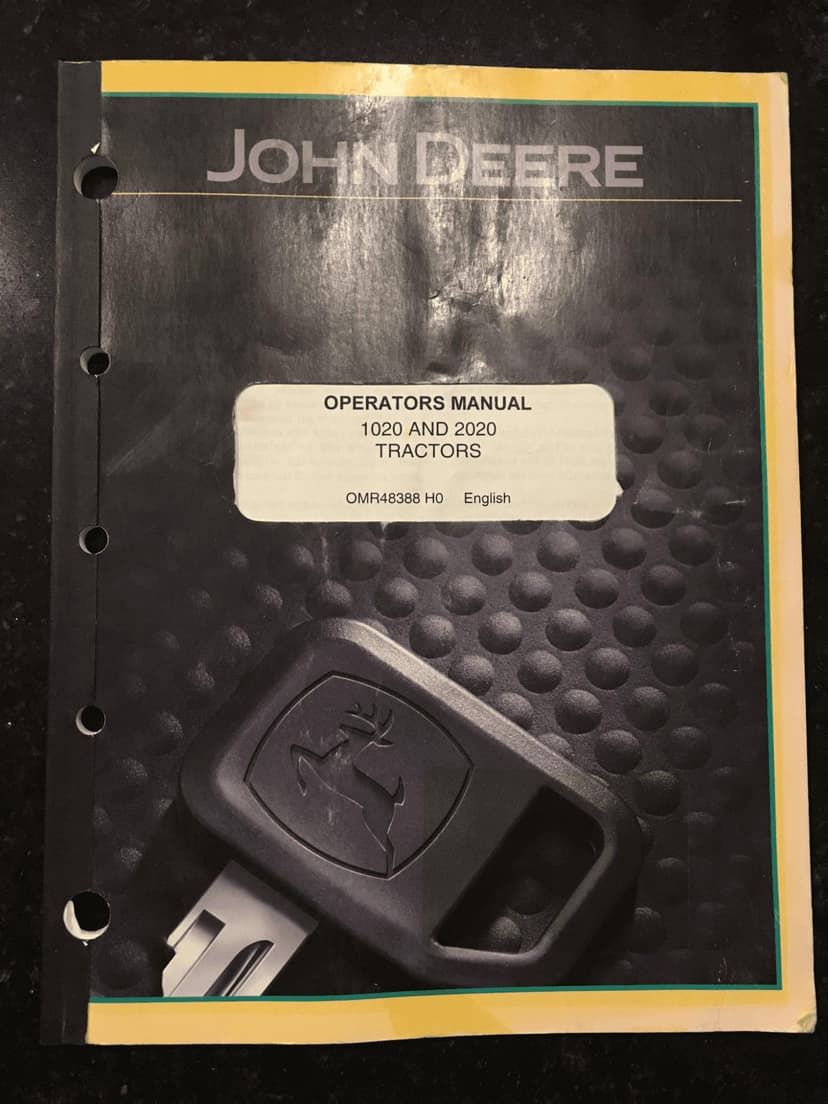 JOHN DEERE
OPERATORS MANUAL
1020 AND 2020
TRACTORS
OMR48388 H0 English